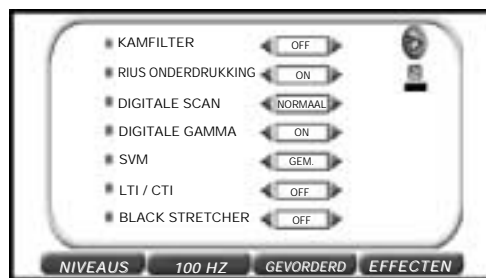 KAMFILTER OFF
RIUS ONDERDRUKKING ON
DIGITALE SCAN NORMAAL
DIGITALE GAMMA ON
SVM GEM.
LTI / CTI OFF
BLACK STRETCHER OFF
NIVEAUS 100 HZ GEVORDERD EFFECTEN